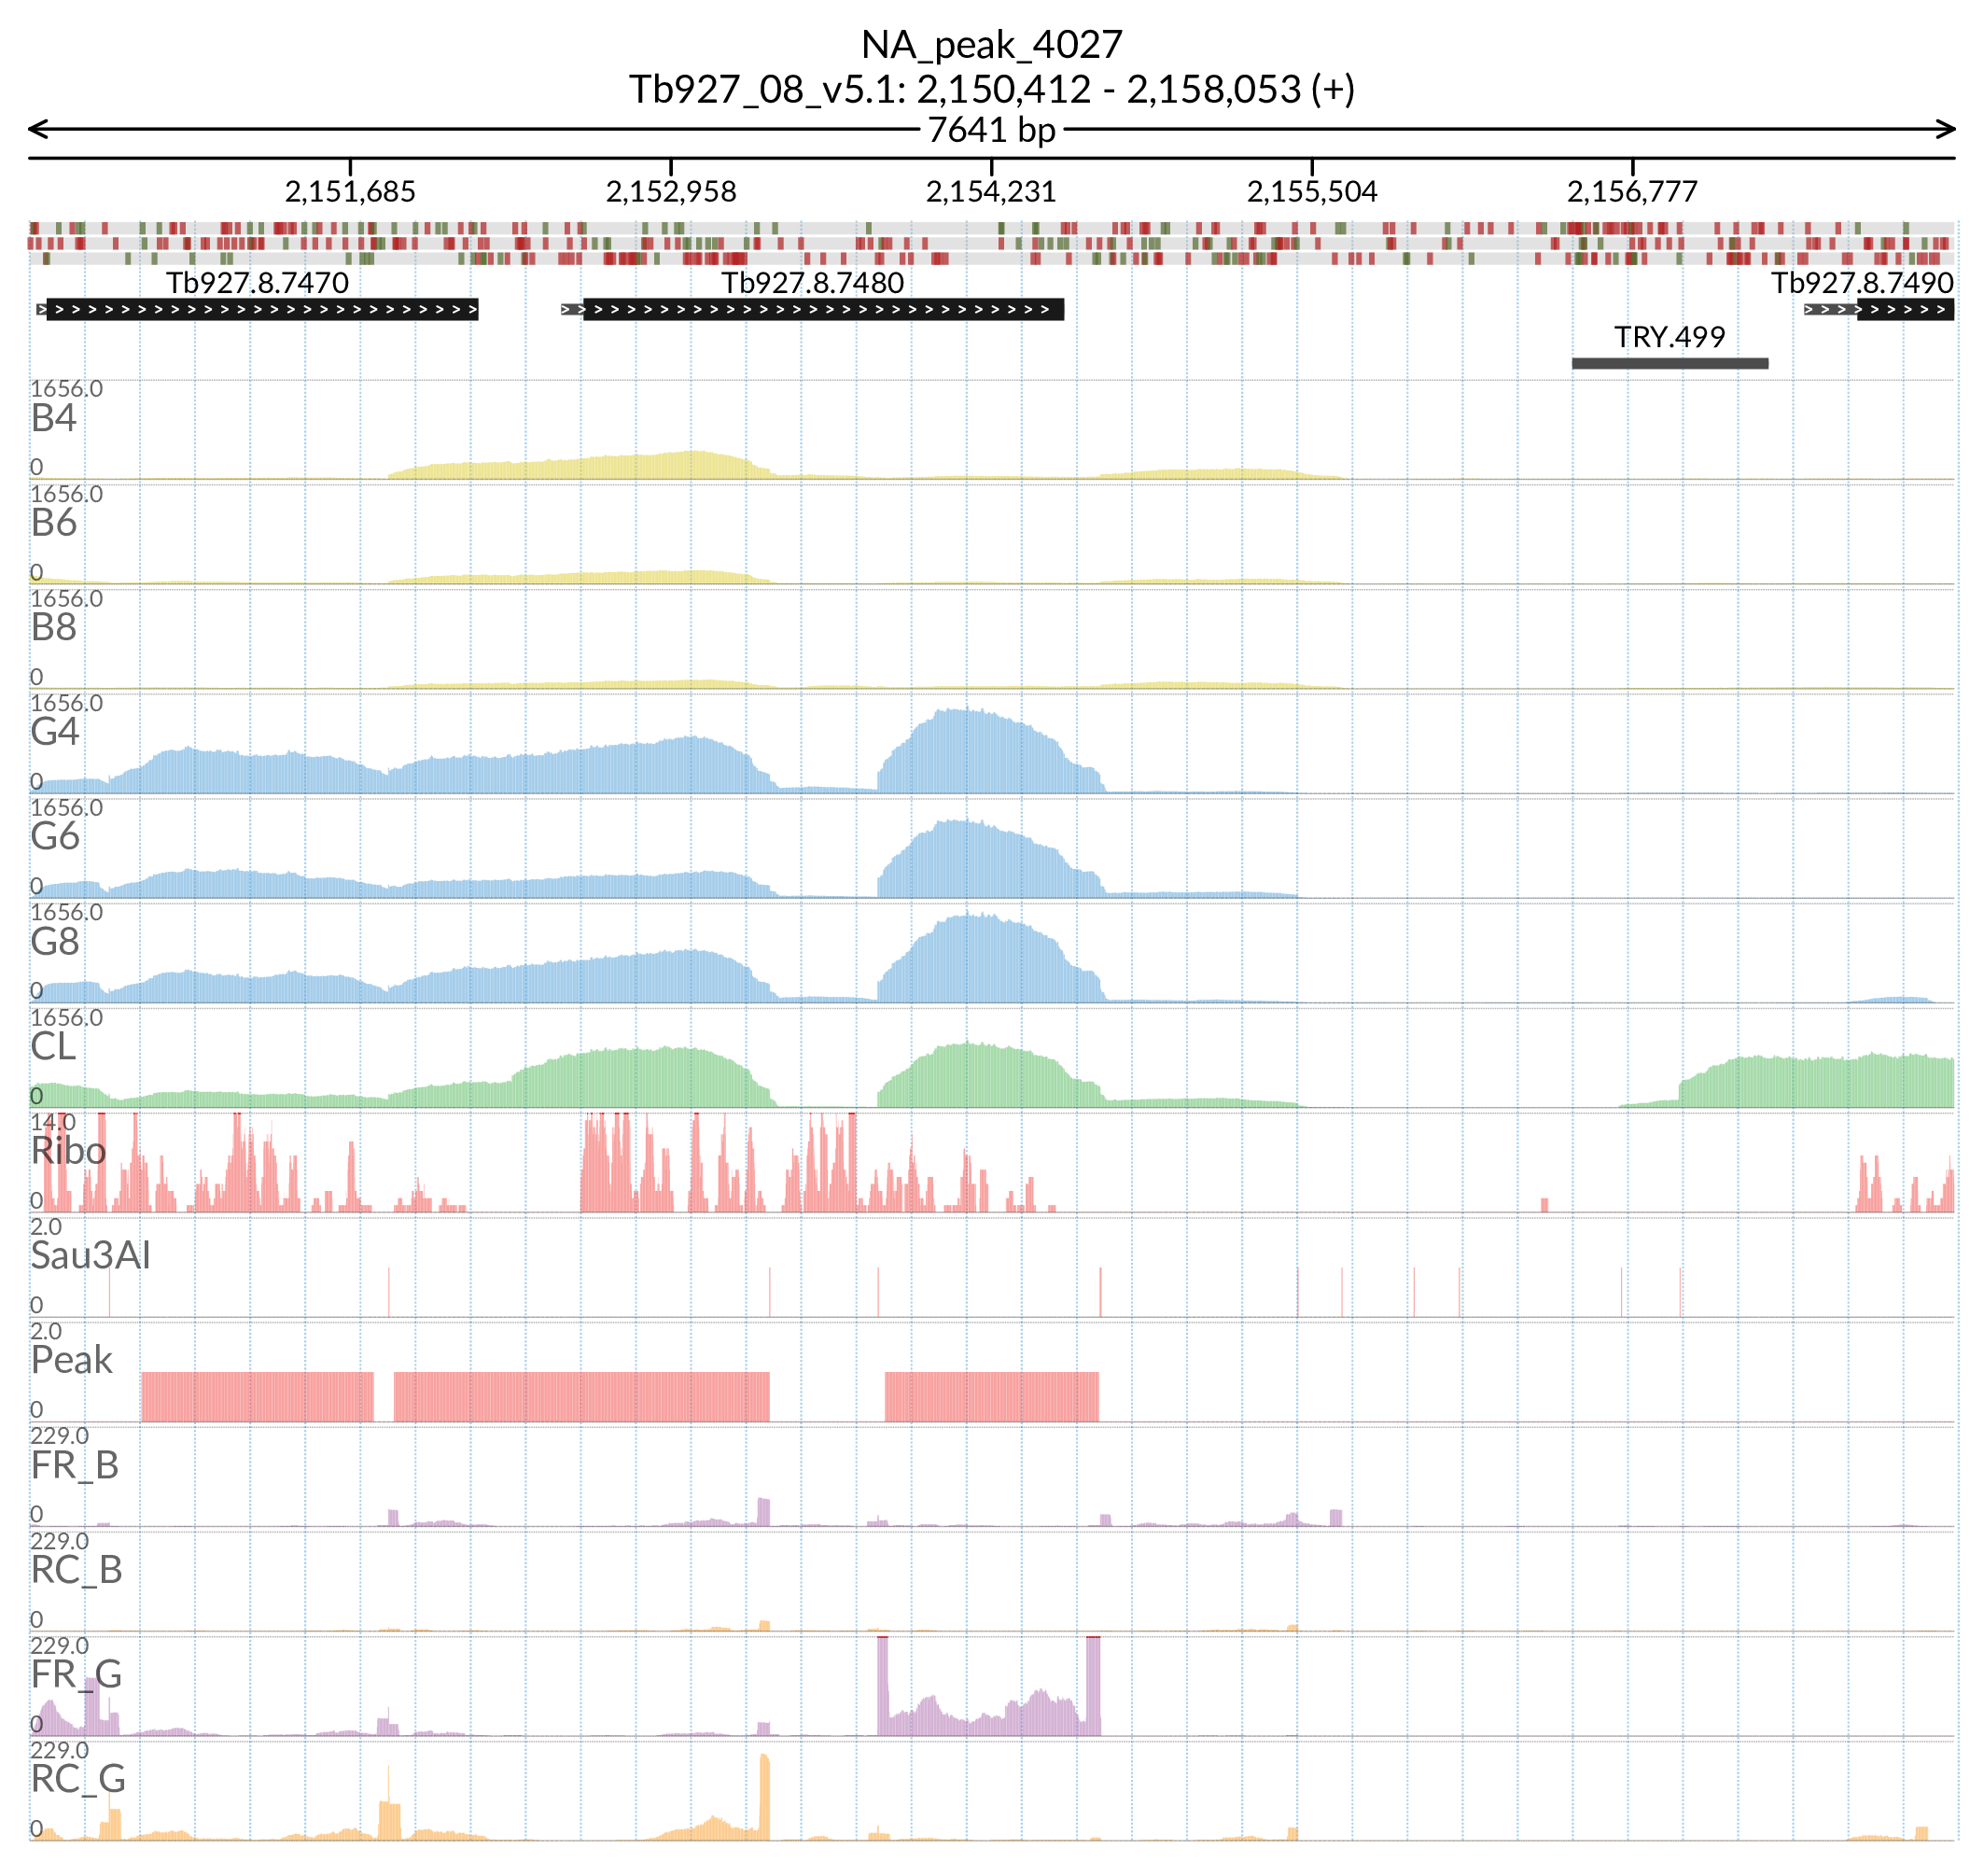 NA_peak_4027
Tb927_08_v5.1: 2,150,412 - 2,158,053 (+)
7641 bp
2,151,685 2,152,958 2,154,231 2,155,504 2,156,777
Tb927.8.7470 Tb927.8.7480 Tb927.8.7490
TRY.499
1656.0
B4
0
1656.0
B6
0
1656.0
B8
0
1656.0
G4
0
1656.0
G6
0
1656.0
G8
0
1656.0
CL
0
14.0
Ribo
0
2.0
Sau3AI
0
2.0
Peak
0
229.0
FR_B
0
229.0
RC_B
0
229.0
FR_G
0
229.0
RC_G
0